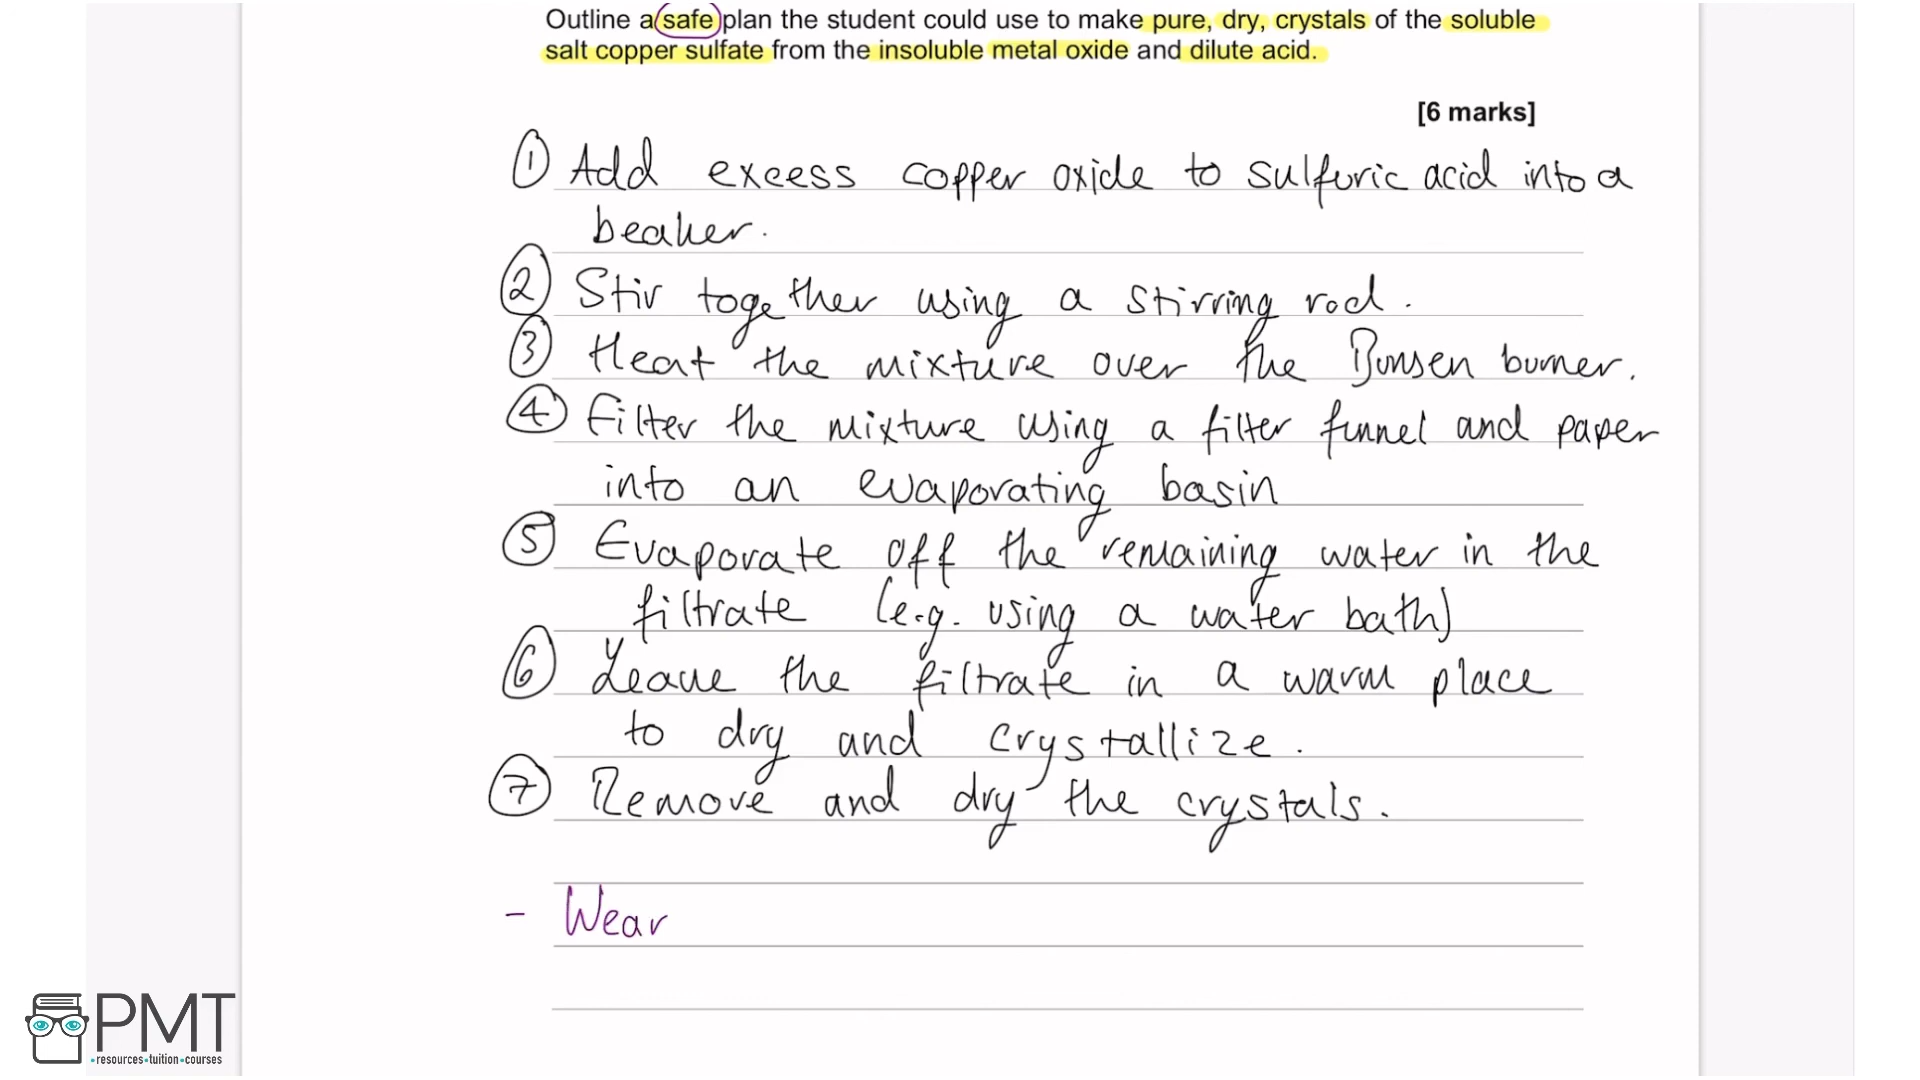 Outline a safe plan the student could use to make pure, dry, crystals of the soluble
salt copper sulfate from the insoluble metal oxide and dilute acid.
[6 marks]
① Add excess copper oxide to sulfuric acid into a
beaker.
② Stir together using a stirring rod.
③ Heat the mixture over the Bunsen burner.
④ Filter the mixture using a filter funnel and paper
into an evaporating basin
⑤ Evaporate off the remaining water in the
filtrate (e.g. using a water bath)
⑥ Leave the filtrate in a warm place
to dry and crystallize.
⑦ Remove and dry the crystals.
- Wear
PMT
•resources•tuition•courses